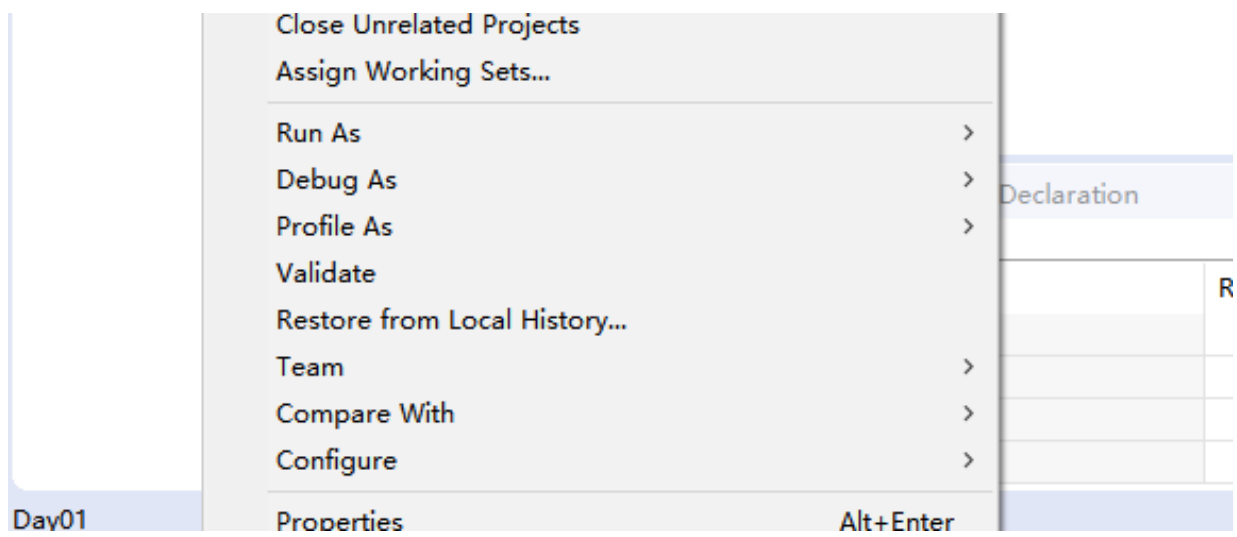 Close Unrelated Projects
Assign Working Sets...
Run As
Debug As
Declaration
Profile As
Validate
R
Restore from Local History...
Team
Compare With
Configure
Day01
Properties Alt+Enter